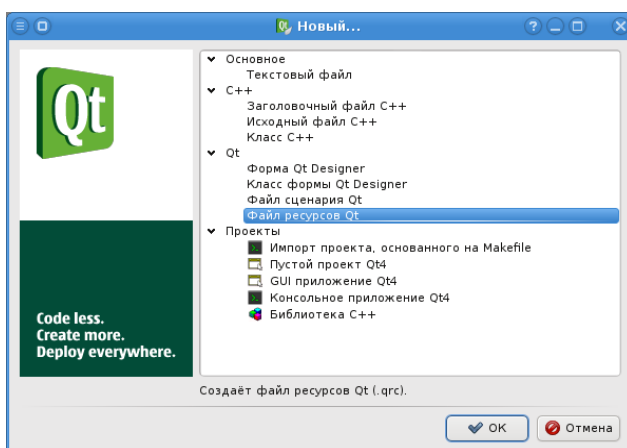 Новый...
Qt
Code less.
Create more.
Deploy everywhere.
Основное
Текстовый файл
C++
Заголовочный файл C++
Исходный файл C++
Класс C++
Qt
Форма Qt Designer
Класс формы Qt Designer
Файл сценария Qt
Файл ресурсов Qt
Проекты
Импорт проекта, основанного на Makefile
Пустой проект Qt4
GUI приложение Qt4
Консольное приложение Qt4
Библиотека C++
Создаёт файл ресурсов Qt (.qrc).
OK
Отмена